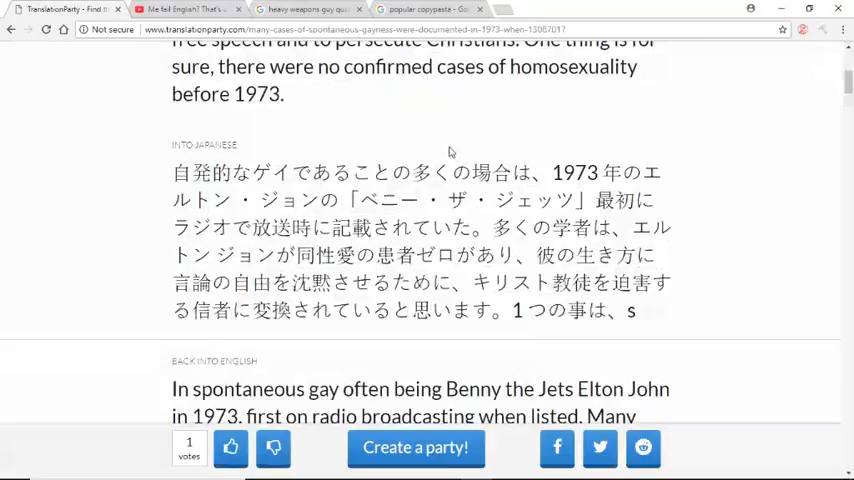 TranslationParty - Find th
Me fail English? That's u
heavy weapons guy quo
popular copypasta - Goo
Not secure
www.translationparty.com/many-cases-of-spontaneous-gayness-were-documented-in-1973-when-13087017
free speech and to persecute Christians. One thing is for
sure, there were no confirmed cases of homosexuality
before 1973.
INTO JAPANESE
自発的なゲイであることの多くの場合は、1973 年のエ
ルトン・ジョンの「ベニー・ザ・ジェッツ」最初に
ラジオで放送時に記載されていた。多くの学者は、エル
トン ジョンが同性愛の患者ゼロがあり、彼の生き方に
言論の自由を沈黙させるために、キリスト教徒を迫害す
る信者に変換されていると思います。1 つの事は、s
BACK INTO ENGLISH
In spontaneous gay often being Benny the Jets Elton John
in 1973, first on radio broadcasting when listed. Many
1
votes
Create a party!